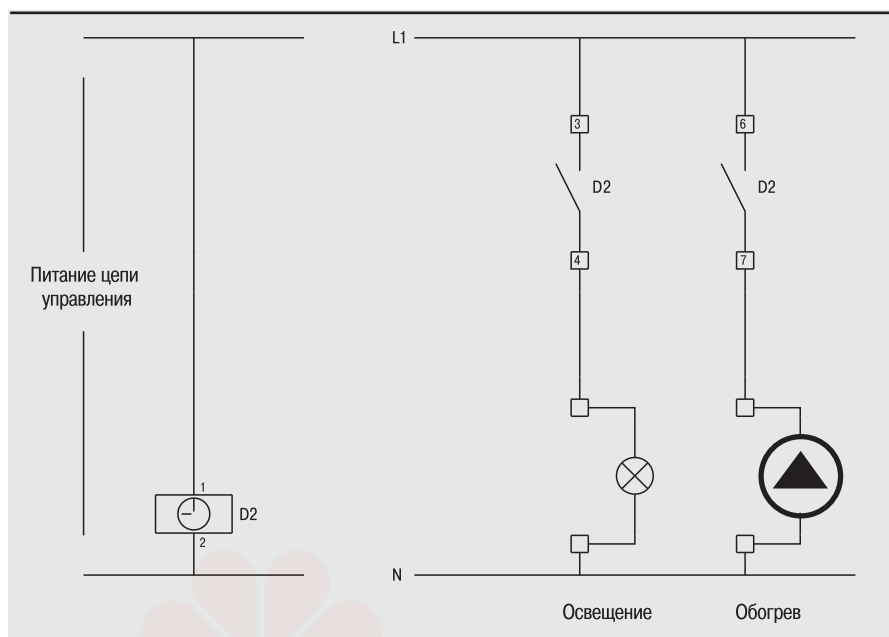 L1
3
6
D2
D2
4
7
Питание цепи
управления
1
D2
2
N
Освещение
Обогрев